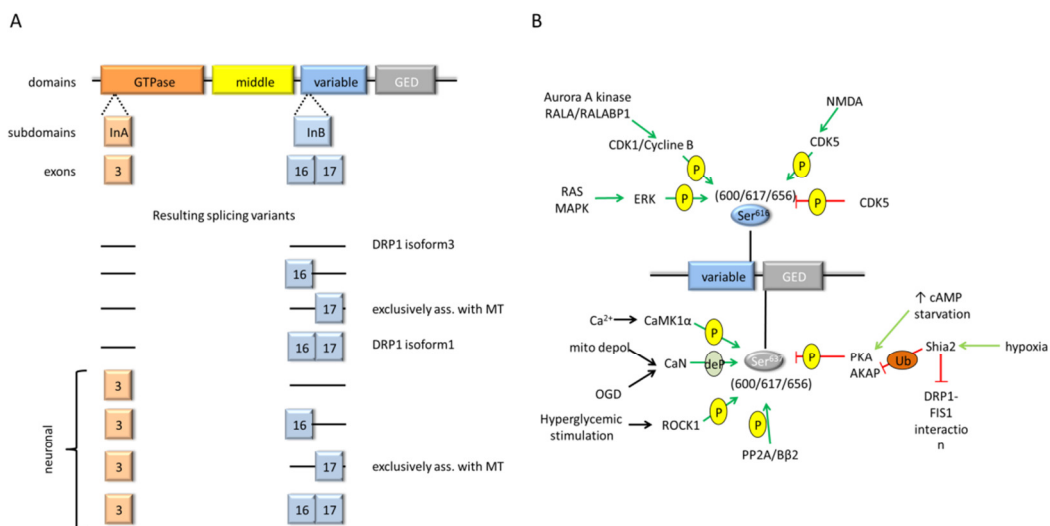 A
domains
GTPase
middle
variable
GED
subdomains
InA
InB
exons
3
16
17
Resulting splicing variants
DRP1 isoform3
16
17
exclusively ass. with MT
16
17
DRP1 isoform1
neuronal
3
3
16
3
17
exclusively ass. with MT
3
16
17
B
Aurora A kinase
RALA/RALABP1
NMDA
CDK1/Cycline B
CDK5
P
P
RAS
MAPK
ERK
P
(600/617/656)
P
CDK5
Ser616
variable
GED
↑ cAMP
starvation
Ca2+
CaMK1α
P
mito depol
CaN
deP
Ser637
P
PKA
AKAP
Ub
Shia2
hypoxia
(600/617/656)
OGD
DRP1-
FIS1
interactio
n
Hyperglycemic
stimulation
ROCK1
P
P
PP2A/Bβ2